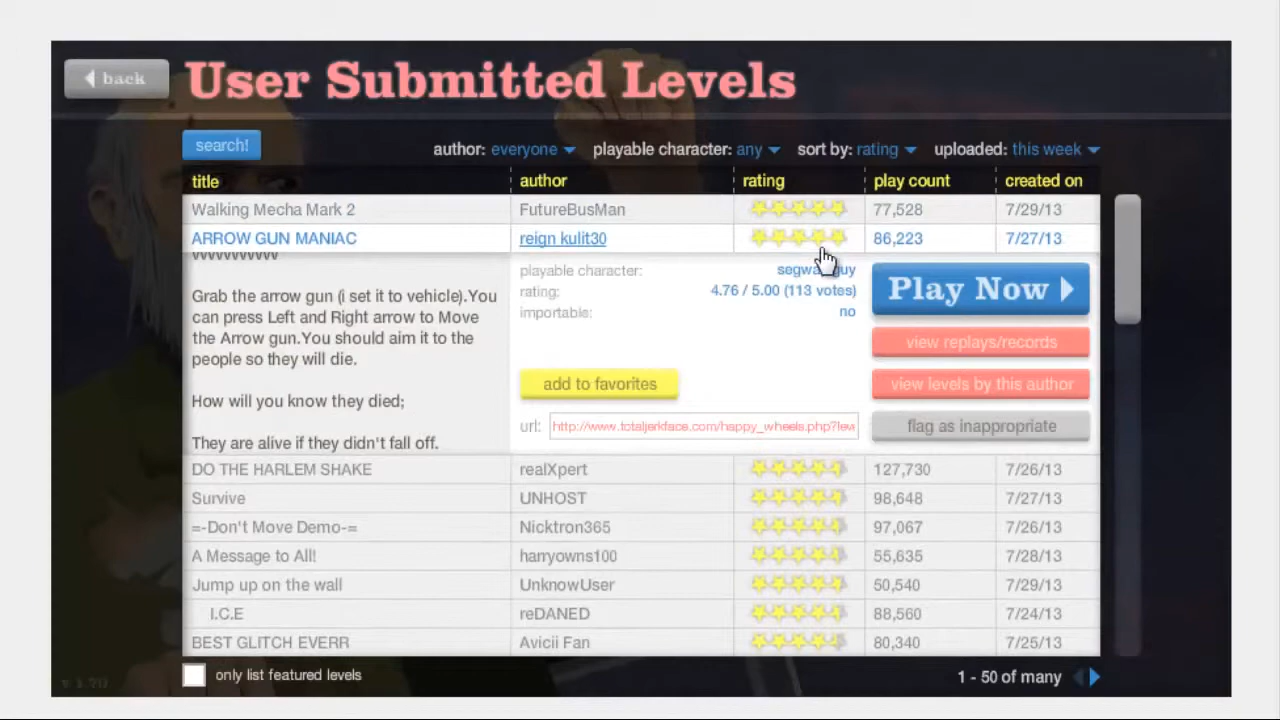 back
User Submitted Levels
search!
author: everyone playable character: any sort by: rating uploaded: this week
title author rating play count created on
Walking Mecha Mark 2 FutureBusMan 77,528 7/29/13
ARROW GUN MANIAC reign kulit30 86,223 7/27/13
vvvvvvvvvvv
Grab the arrow gun (i set it to vehicle).You
can press Left and Right arrow to Move
the Arrow gun.You should aim it to the
people so they will die.
How will you know they died;
They are alive if they didn't fall off.
playable character:
rating: 4.76 / 5.00 (113 votes)
importable: no
add to favorites
url: http://www.totaljerkface.com/happy_wheels.php?lev
Play Now
view replays/records
view levels by this author
flag as inappropriate
DO THE HARLEM SHAKE realXpert 127,730 7/26/13
Survive UNHOST 98,648 7/27/13
=-Don't Move Demo-= Nicktron365 97,067 7/26/13
A Message to All! harryowns100 55,635 7/28/13
Jump up on the wall UnknowUser 50,540 7/29/13
I.C.E reDANED 88,560 7/24/13
BEST GLITCH EVERR Avicii Fan 80,340 7/25/13
only list featured levels
1 - 50 of many